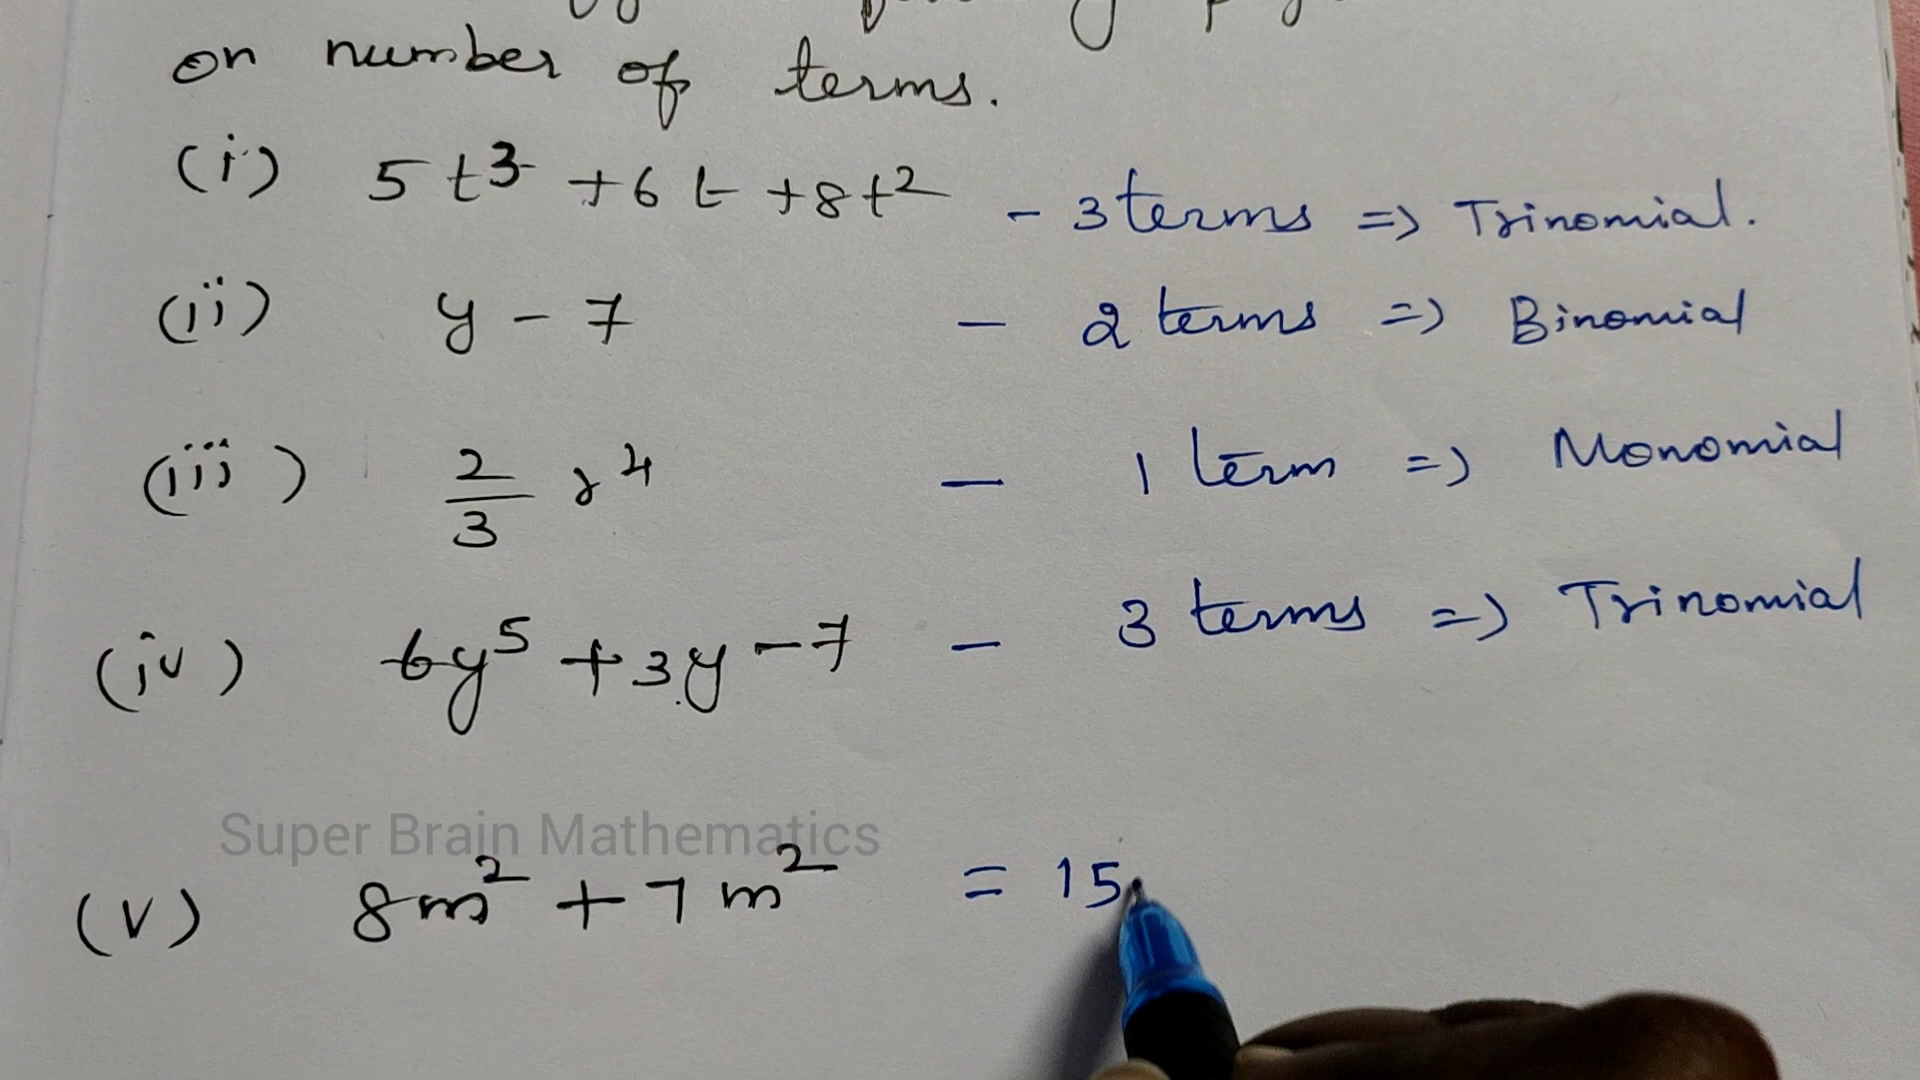 on number of terms.
(i) 5t³ + 6t + 8t² - 3 terms => Trinomial.
(ii) y - 7 - 2 terms => Binomial
(iii) 2/3 r⁴ - 1 term => Monomial
(iv) 6y⁵ + 3y - 7 - 3 terms => Trinomial
Super Brain Mathematics
(v) 8m² + 7m² = 15